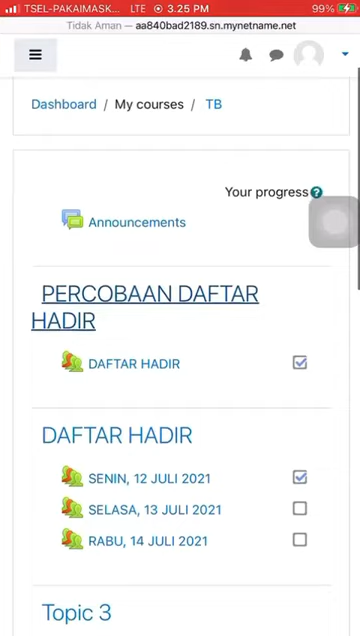 TSEL-PAKAIMASK... LTE 3.25 PM 99%
Tidak Aman — aa840bad2189.sn.mynetname.net
Dashboard / My courses / TB
Your progress ?
Announcements
PERCOBAAN DAFTAR
HADIR
DAFTAR HADIR
DAFTAR HADIR
SENIN, 12 JULI 2021
SELASA, 13 JULI 2021
RABU, 14 JULI 2021
Topic 3